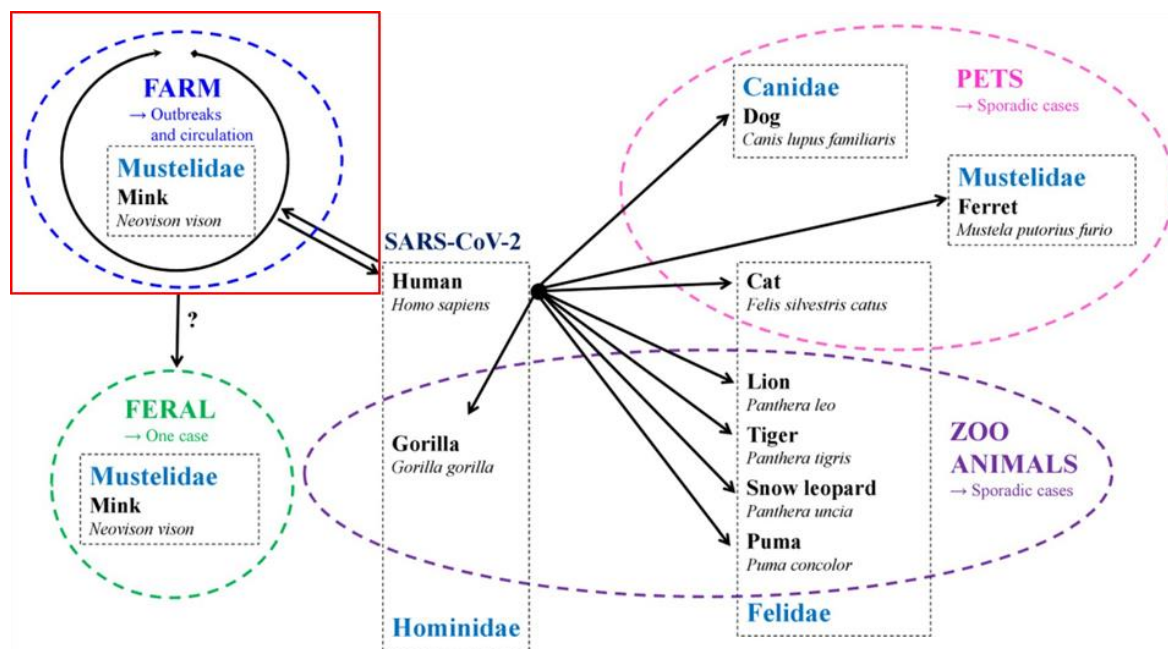 FARM
→ Outbreaks
and circulation
Mustelidae
Mink
Neovison vison
?
FERAL
→ One case
Mustelidae
Mink
Neovison vison
SARS-CoV-2
Human
Homo sapiens
Gorilla
Gorilla gorilla
Hominidae
PETS
→ Sporadic cases
Canidae
Dog
Canis lupus familiaris
Mustelidae
Ferret
Mustela putorius furio
Cat
Felis silvestris catus
Lion
Panthera leo
Tiger
Panthera tigris
Snow leopard
Panthera uncia
Puma
Puma concolor
Felidae
ZOO
ANIMALS
→ Sporadic cases